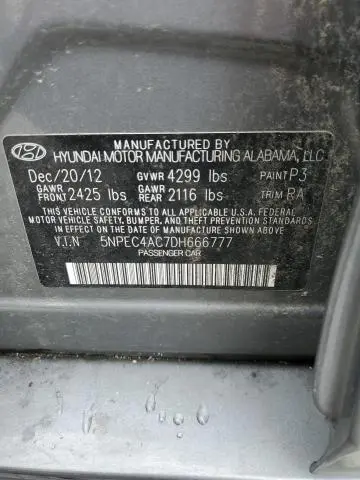 MANUFACTURED BY
HYUNDAI MOTOR MANUFACTURING ALABAMA, LLC
Dec/20/12 GVWR 4299 lbs PAINT P3
GAWR FRONT 2425 lbs GAWR REAR 2116 lbs TRIM RA
THIS VEHICLE CONFORMS TO ALL APPLICABLE U.S. FEDERAL
MOTOR VEHICLE SAFETY, BUMPER, AND THEFT PREVENTION STANDARDS
IN EFFECT ON THE DATE OF MANUFACTURE SHOWN ABOVE.
V.I.N 5NPEC4AC7DH666777
PASSENGER CAR